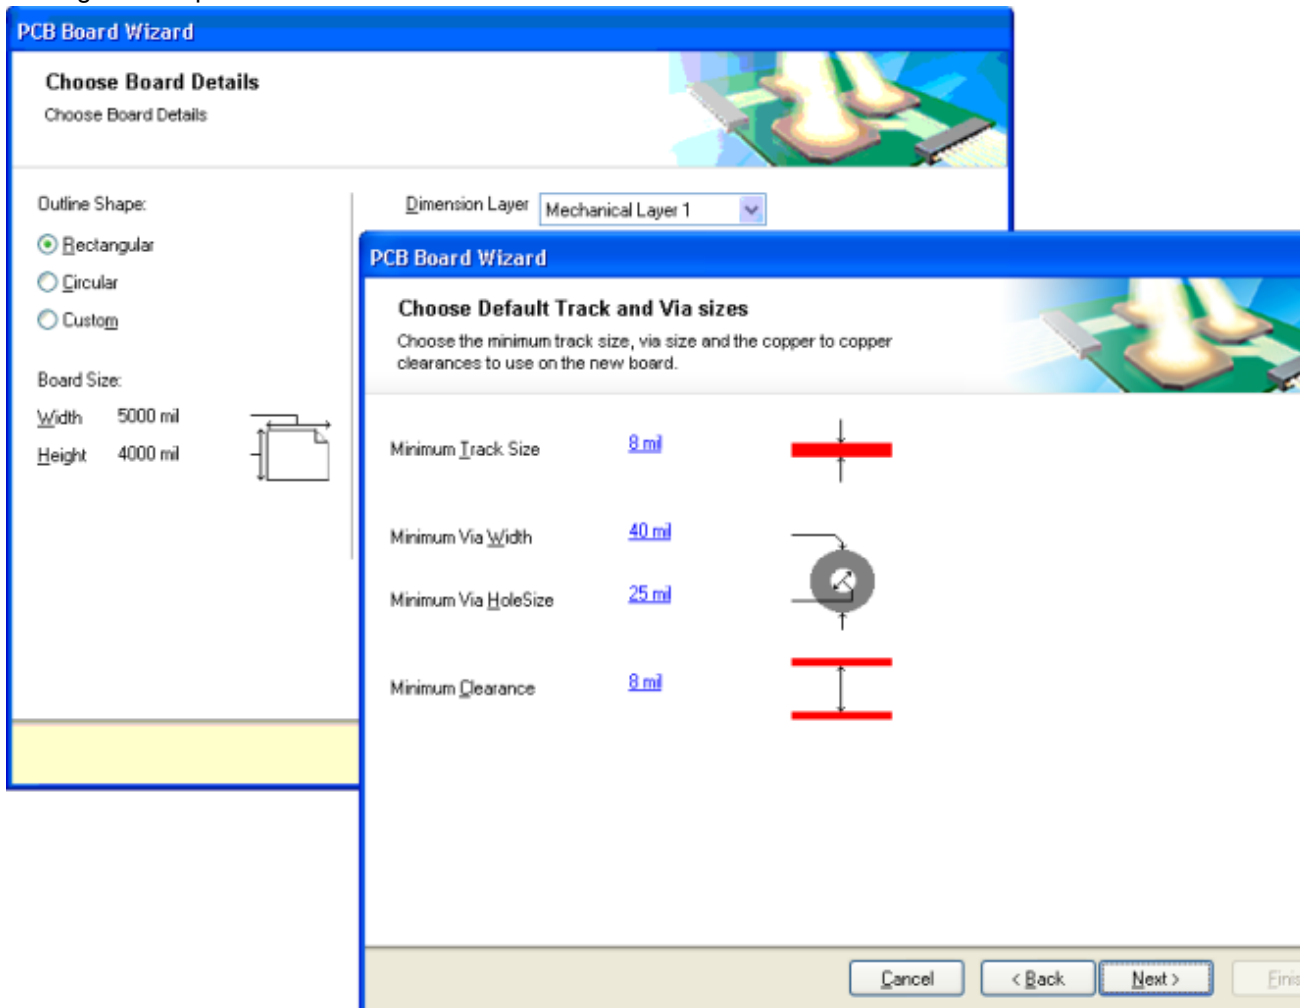 PCB Board Wizard
Choose Board Details
Choose Board Details
Outline Shape:
Rectangular
Circular
Custom
Board Size:
Width 5000 mil
Height 4000 mil
Dimension Layer Mechanical Layer 1
PCB Board Wizard
Choose Default Track and Via sizes
Choose the minimum track size, via size and the copper to copper
clearances to use on the new board.
Minimum Track Size 8 mil
Minimum Via Width 40 mil
Minimum Via HoleSize 25 mil
Minimum Clearance 8 mil
Cancel < Back Next > Finis